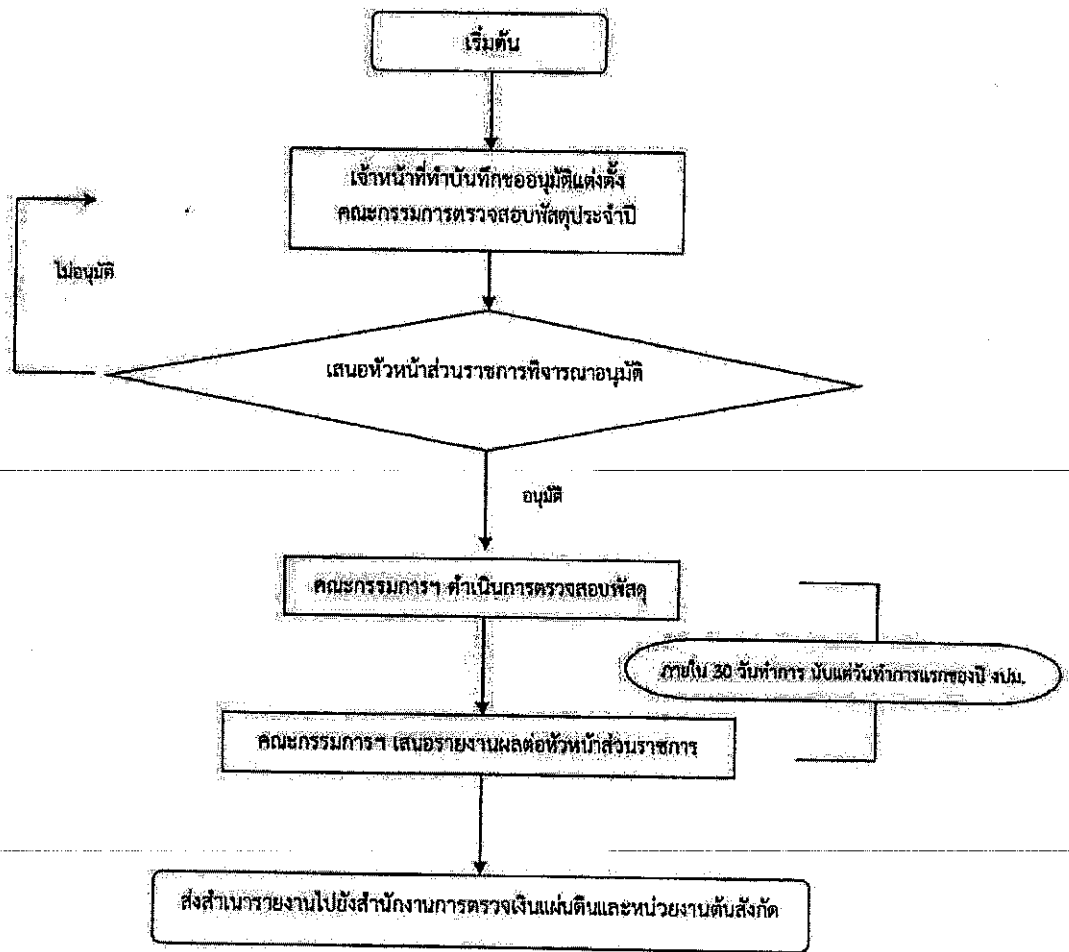 เริ่มต้น
เจ้าหน้าที่ทำบันทึกขออนุมัติแต่งตั้ง
คณะกรรมการตรวจสอบพัสดุประจำปี
ไม่อนุมัติ
เสนอหัวหน้าส่วนราชการพิจารณาอนุมัติ
อนุมัติ
คณะกรรมการฯ ดำเนินการตรวจสอบพัสดุ
ภายใน 30 วันทำการ นับแต่วันทำการแรกของปี งปม.
คณะกรรมการฯ เสนอรายงานผลต่อหัวหน้าส่วนราชการ
ส่งสำเนารายงานไปยังสำนักงานการตรวจเงินแผ่นดินและหน่วยงานต้นสังกัด